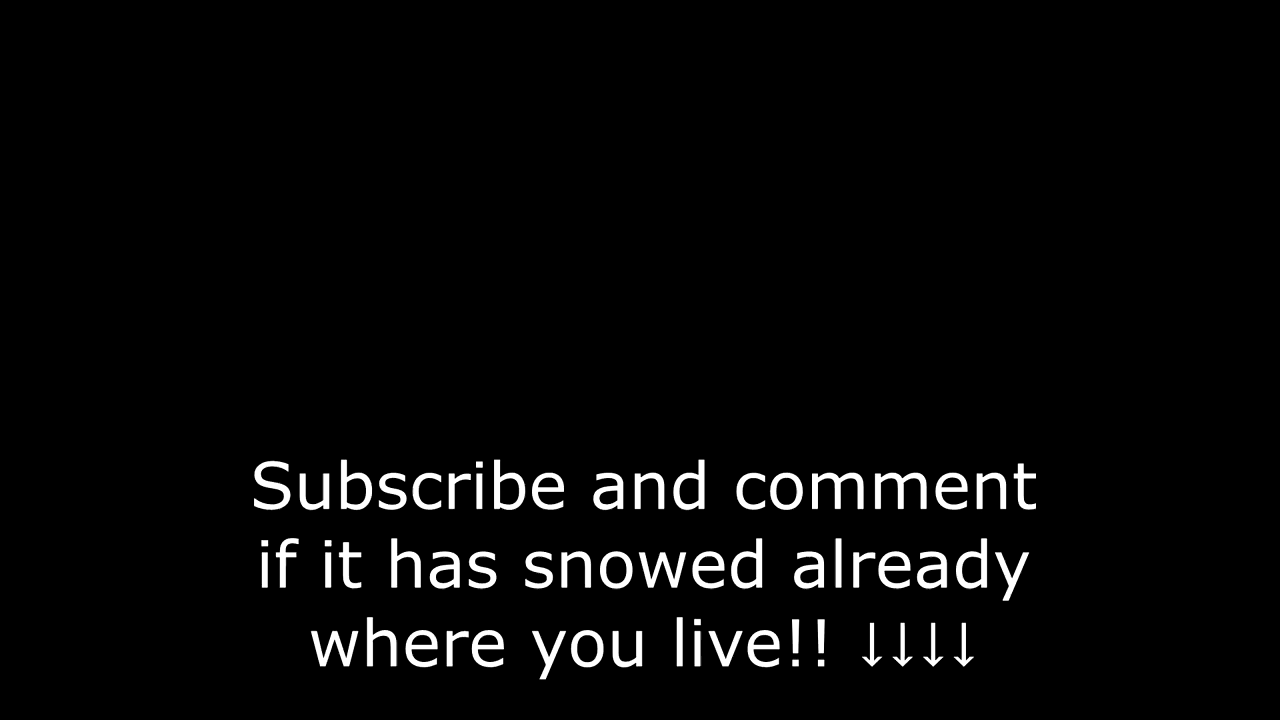 Subscribe and comment
if it has snowed already
where you live!! ↓↓↓↓